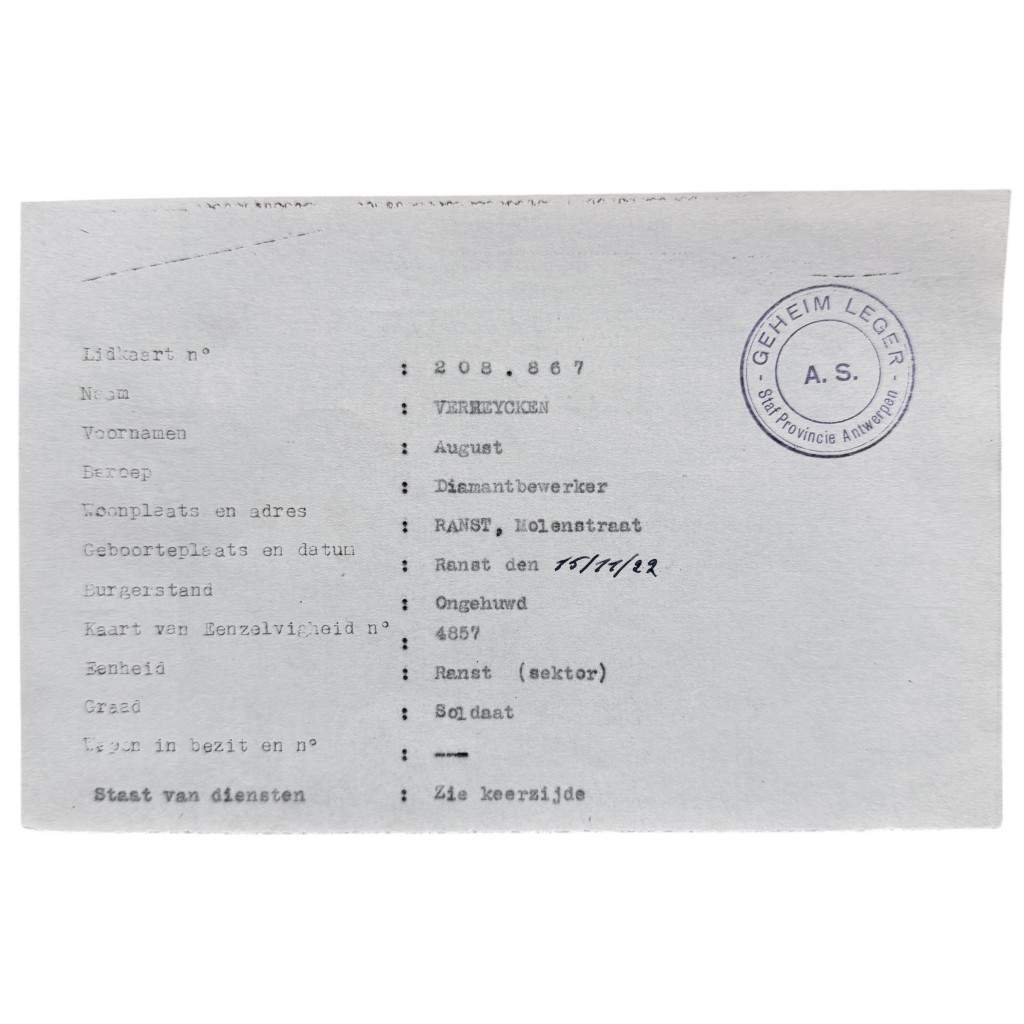 GEHEIM LEGER
A. S.
- Staf Provincie Antwerpen -
Lidkaart n° : 208.867
Naam : VERREYCKEN
Voornamen : August
Beroep : Diamantbewerker
Woonplaats en adres : RANST, Molenstraat
Geboorteplaats en datum : Ranst den 15/11/22
Burgerstand : Ongehuwd
Kaart van Eenzelvigheid n° : 4857
Eenheid : Ranst (sektor)
Graad : Soldaat
Wapen in bezit en n° : ---
Staat van diensten : Zie keerzijde